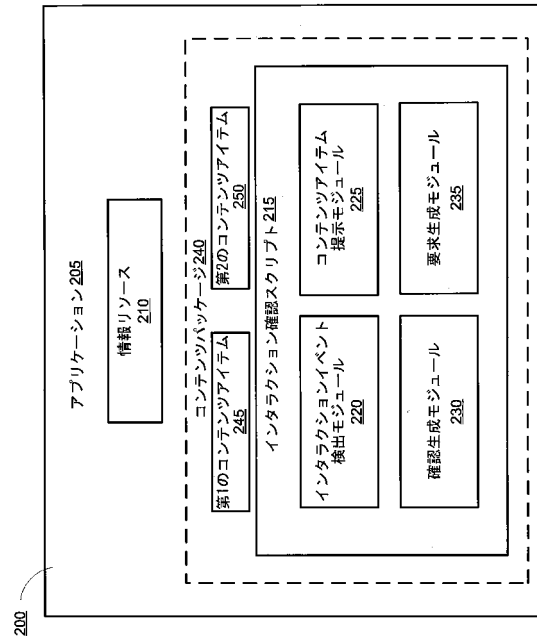 200
アプリケーション205
情報リソース
210
コンテンツパッケージ240
第1のコンテンツアイテム
245
第2のコンテンツアイテム
250
インタラクション確認スクリプト215
インタラクションイベント
検出モジュール
220
コンテンツアイテム
提示モジュール
225
確認生成モジュール
230
要求生成モジュール
235